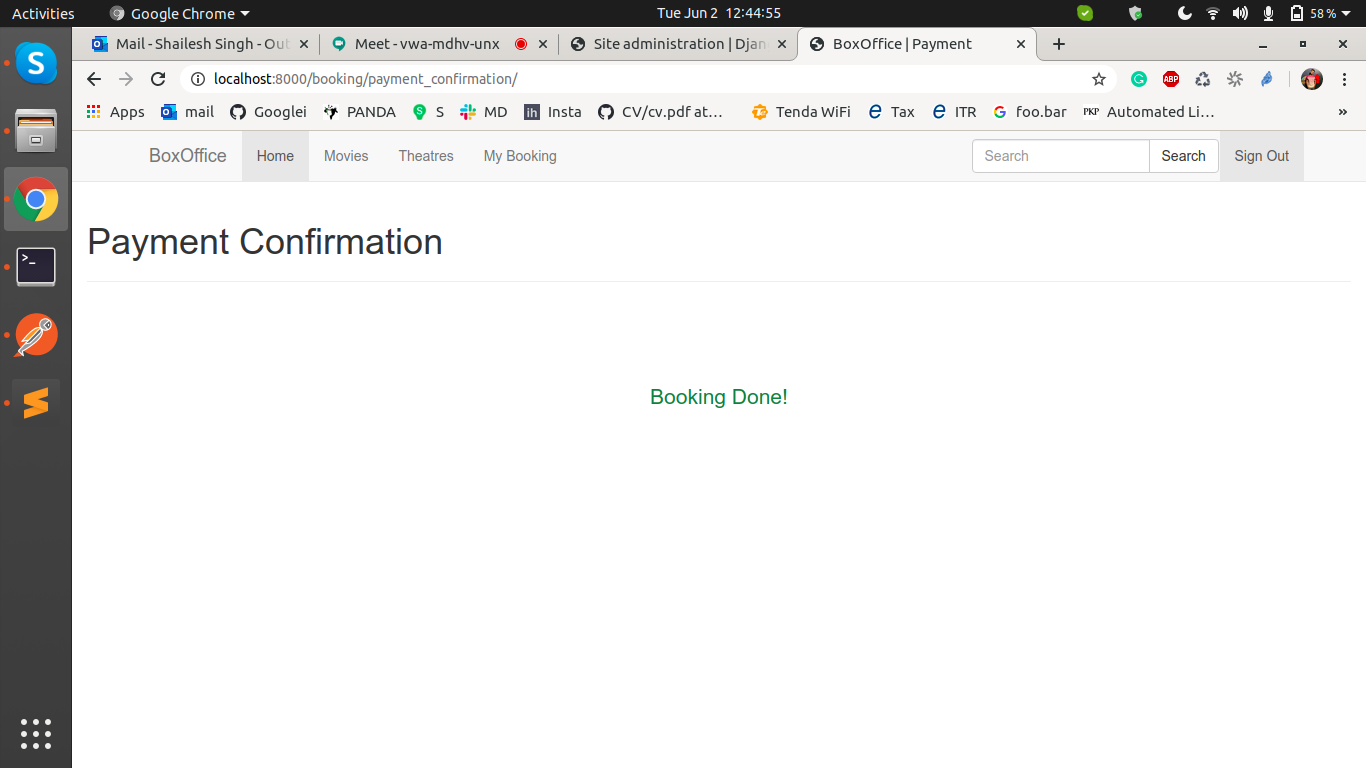 Activities Google Chrome Tue Jun 2 12:44:55 58 %
Mail - Shailesh Singh - Out Meet - vwa-mdhv-unx Site administration | Djan BoxOffice | Payment
localhost:8000/booking/payment_confirmation/ ABP
Apps mail Googlei PANDA S S MD ih Insta CV/cv.pdf at… Tenda WiFi e Tax e ITR G foo.bar PKP Automated Li… »
BoxOffice Home Movies Theatres My Booking Search Search Sign Out
Payment Confirmation
Booking Done!